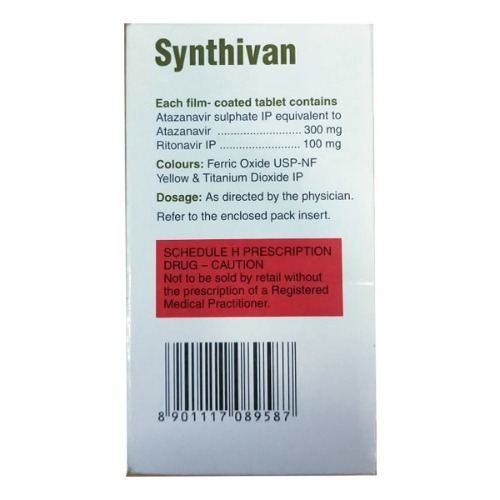 Synthivan
Each film- coated tablet contains
Atazanavir sulphate IP equivalent to
Atazanavir .......................... 300 mg
Ritonavir IP ......................... 100 mg
Colours: Ferric Oxide USP-NF
Yellow & Titanium Dioxide IP
Dosage: As directed by the physician.
Refer to the enclosed pack insert.
SCHEDULE H PRESCRIPTION
DRUG – CAUTION
Not to be sold by retail without
the prescription of a Registered
Medical Practitioner.
8 901117 089587